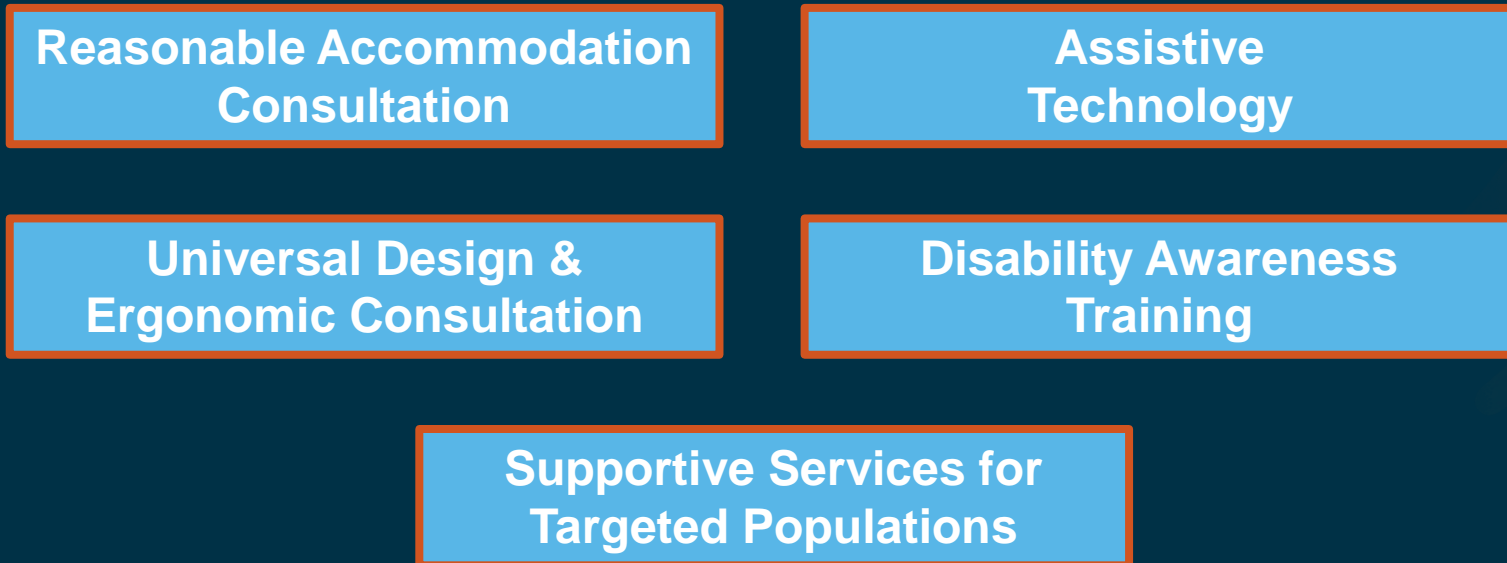 Reasonable Accommodation
Consultation
Assistive
Technology
Universal Design &
Ergonomic Consultation
Disability Awareness
Training
Supportive Services for
Targeted Populations